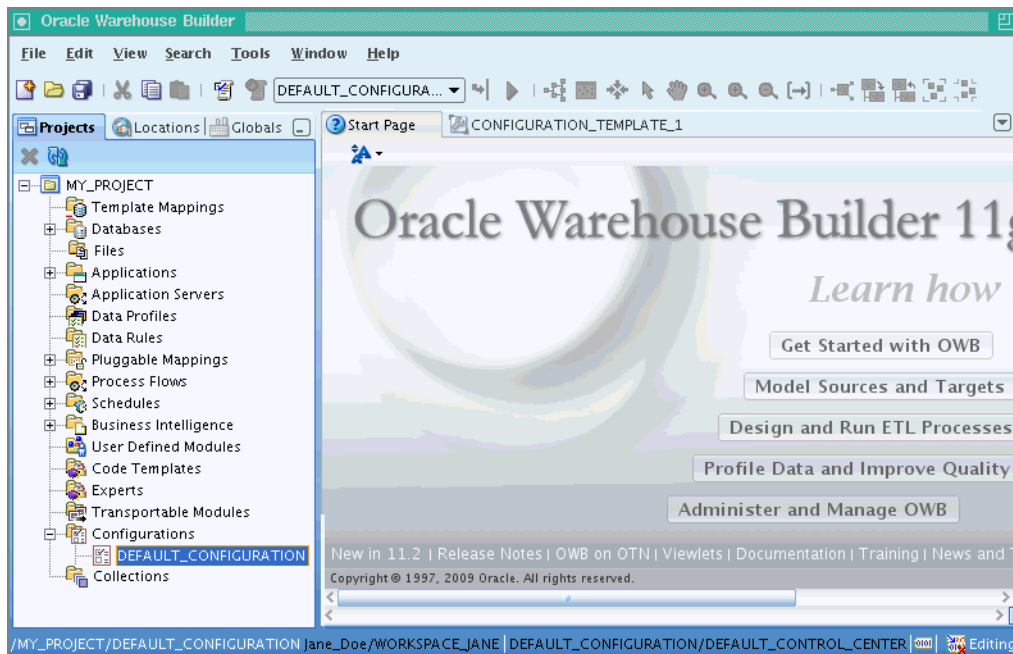 Oracle Warehouse Builder
File Edit View Search Tools Window Help
DEFAULT_CONFIGURA...
Projects Locations Globals
Start Page CONFIGURATION_TEMPLATE_1
MY_PROJECT
Template Mappings
Databases
Files
Applications
Application Servers
Data Profiles
Data Rules
Pluggable Mappings
Process Flows
Schedules
Business Intelligence
User Defined Modules
Code Templates
Experts
Transportable Modules
Configurations
DEFAULT_CONFIGURATION
Collections
Oracle Warehouse Builder 11g
Learn how
Get Started with OWB
Model Sources and Targets
Design and Run ETL Processes
Profile Data and Improve Quality
Administer and Manage OWB
New in 11.2 | Release Notes | OWB on OTN | Viewlets | Documentation | Training | News and
Copyright © 1997, 2009 Oracle. All rights reserved.
/MY_PROJECT/DEFAULT_CONFIGURATION Jane_Doe/WORKSPACE_JANE | DEFAULT_CONFIGURATION/DEFAULT_CONTROL_CENTER | Editing